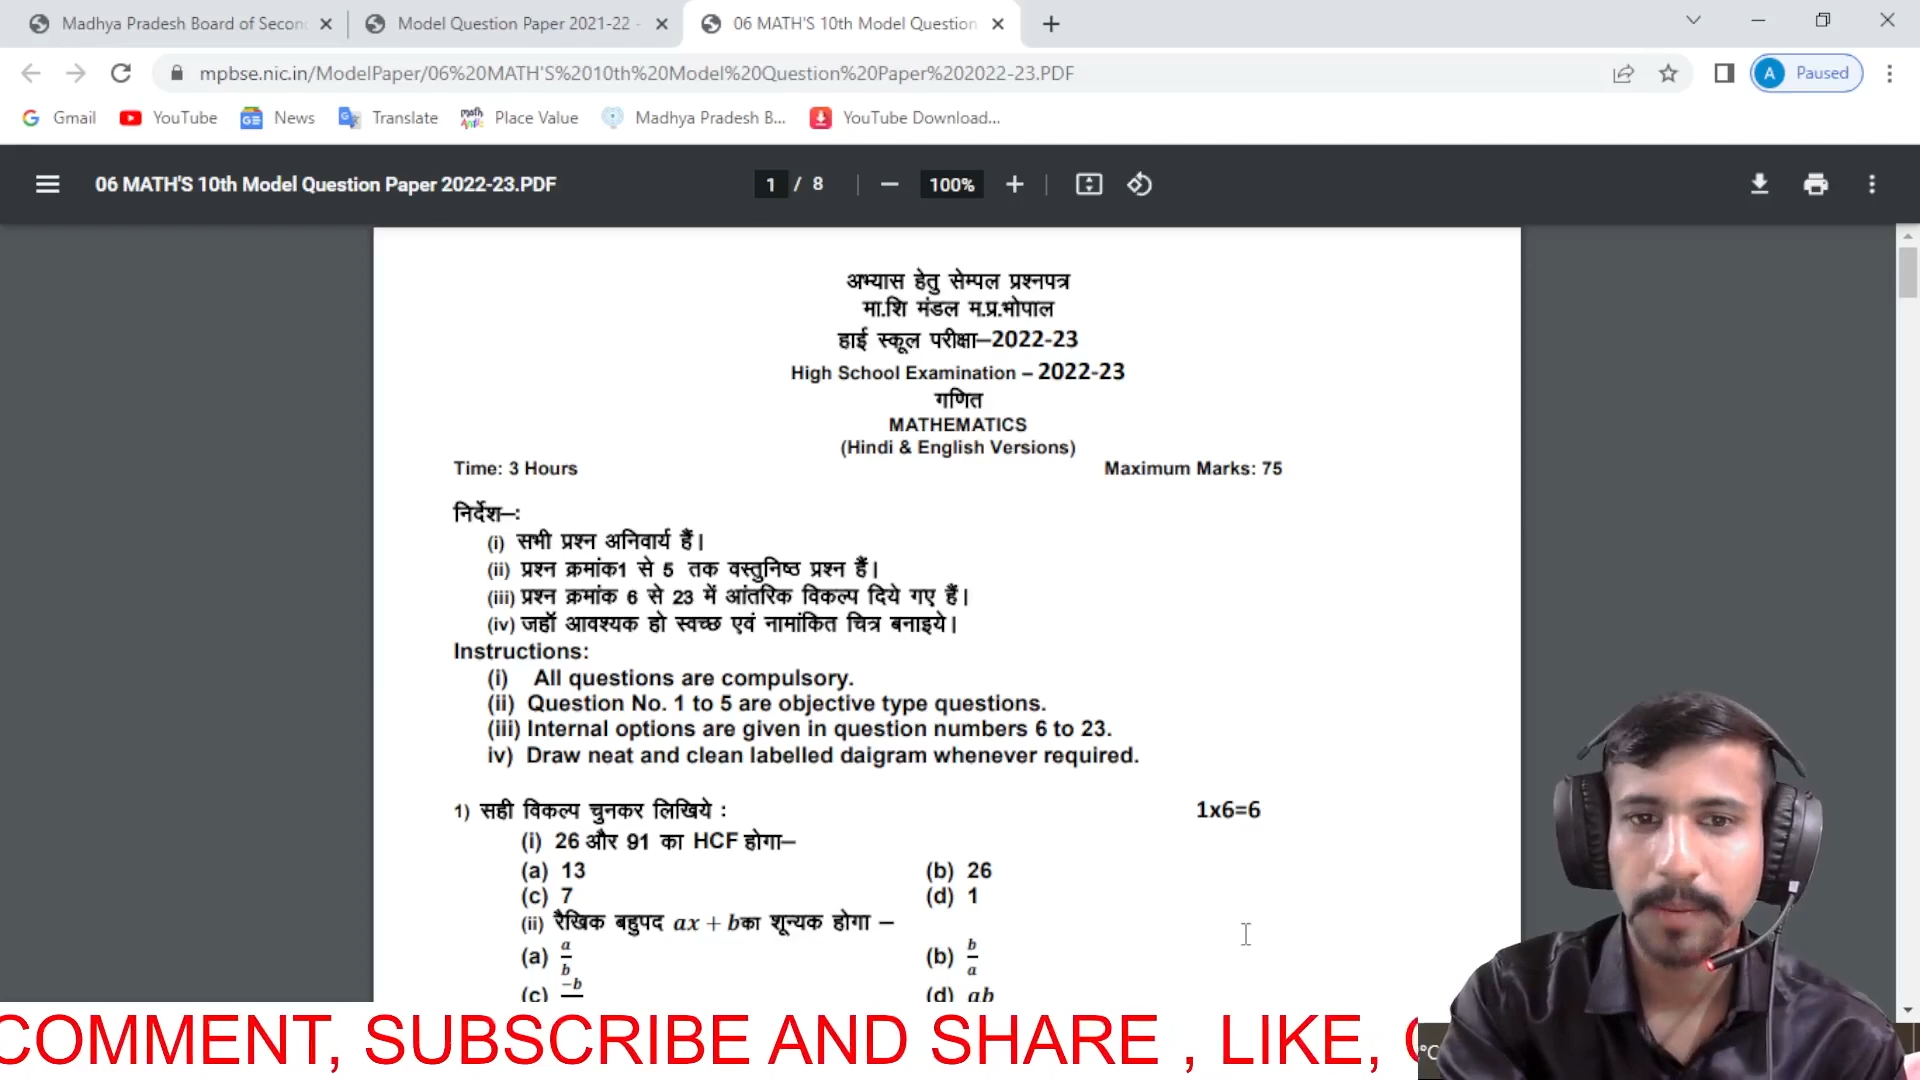 Madhya Pradesh Board of Secon
Model Question Paper 2021-22 -
06 MATH'S 10th Model Question
mpbse.nic.in/ModelPaper/06%20MATH'S%2010th%20Model%20Question%20Paper%202022-23.PDF
A Paused
Gmail YouTube News Translate Place Value Madhya Pradesh B... YouTube Download...
06 MATH'S 10th Model Question Paper 2022-23.PDF 1 / 8 100%
अभ्यास हेतु सेम्पल प्रश्नपत्र
मा.शि मंडल म.प्र.भोपाल
हाई स्कूल परीक्षा–2022-23
High School Examination – 2022-23
गणित
MATHEMATICS
(Hindi & English Versions)
Time: 3 Hours Maximum Marks: 75
निर्देश–:
(i) सभी प्रश्न अनिवार्य हैं।
(ii) प्रश्न क्रमांक1 से 5 तक वस्तुनिष्ठ प्रश्न हैं।
(iii) प्रश्न क्रमांक 6 से 23 में आंतरिक विकल्प दिये गए हैं।
(iv) जहॉ आवश्यक हो स्वच्छ एवं नामांकित चित्र बनाइये।
Instructions:
(i) All questions are compulsory.
(ii) Question No. 1 to 5 are objective type questions.
(iii) Internal options are given in question numbers 6 to 23.
iv) Draw neat and clean labelled daigram whenever required.
1) सही विकल्प चुनकर लिखिये : 1x6=6
(i) 26 और 91 का HCF होगा–
(a) 13 (b) 26
(c) 7 (d) 1
(ii) रैखिक बहुपद ax + bका शून्यक होगा –
(a) a/b (b) b/a
(c) -b (d) ab
COMMENT, SUBSCRIBE AND SHARE , LIKE, C
°C